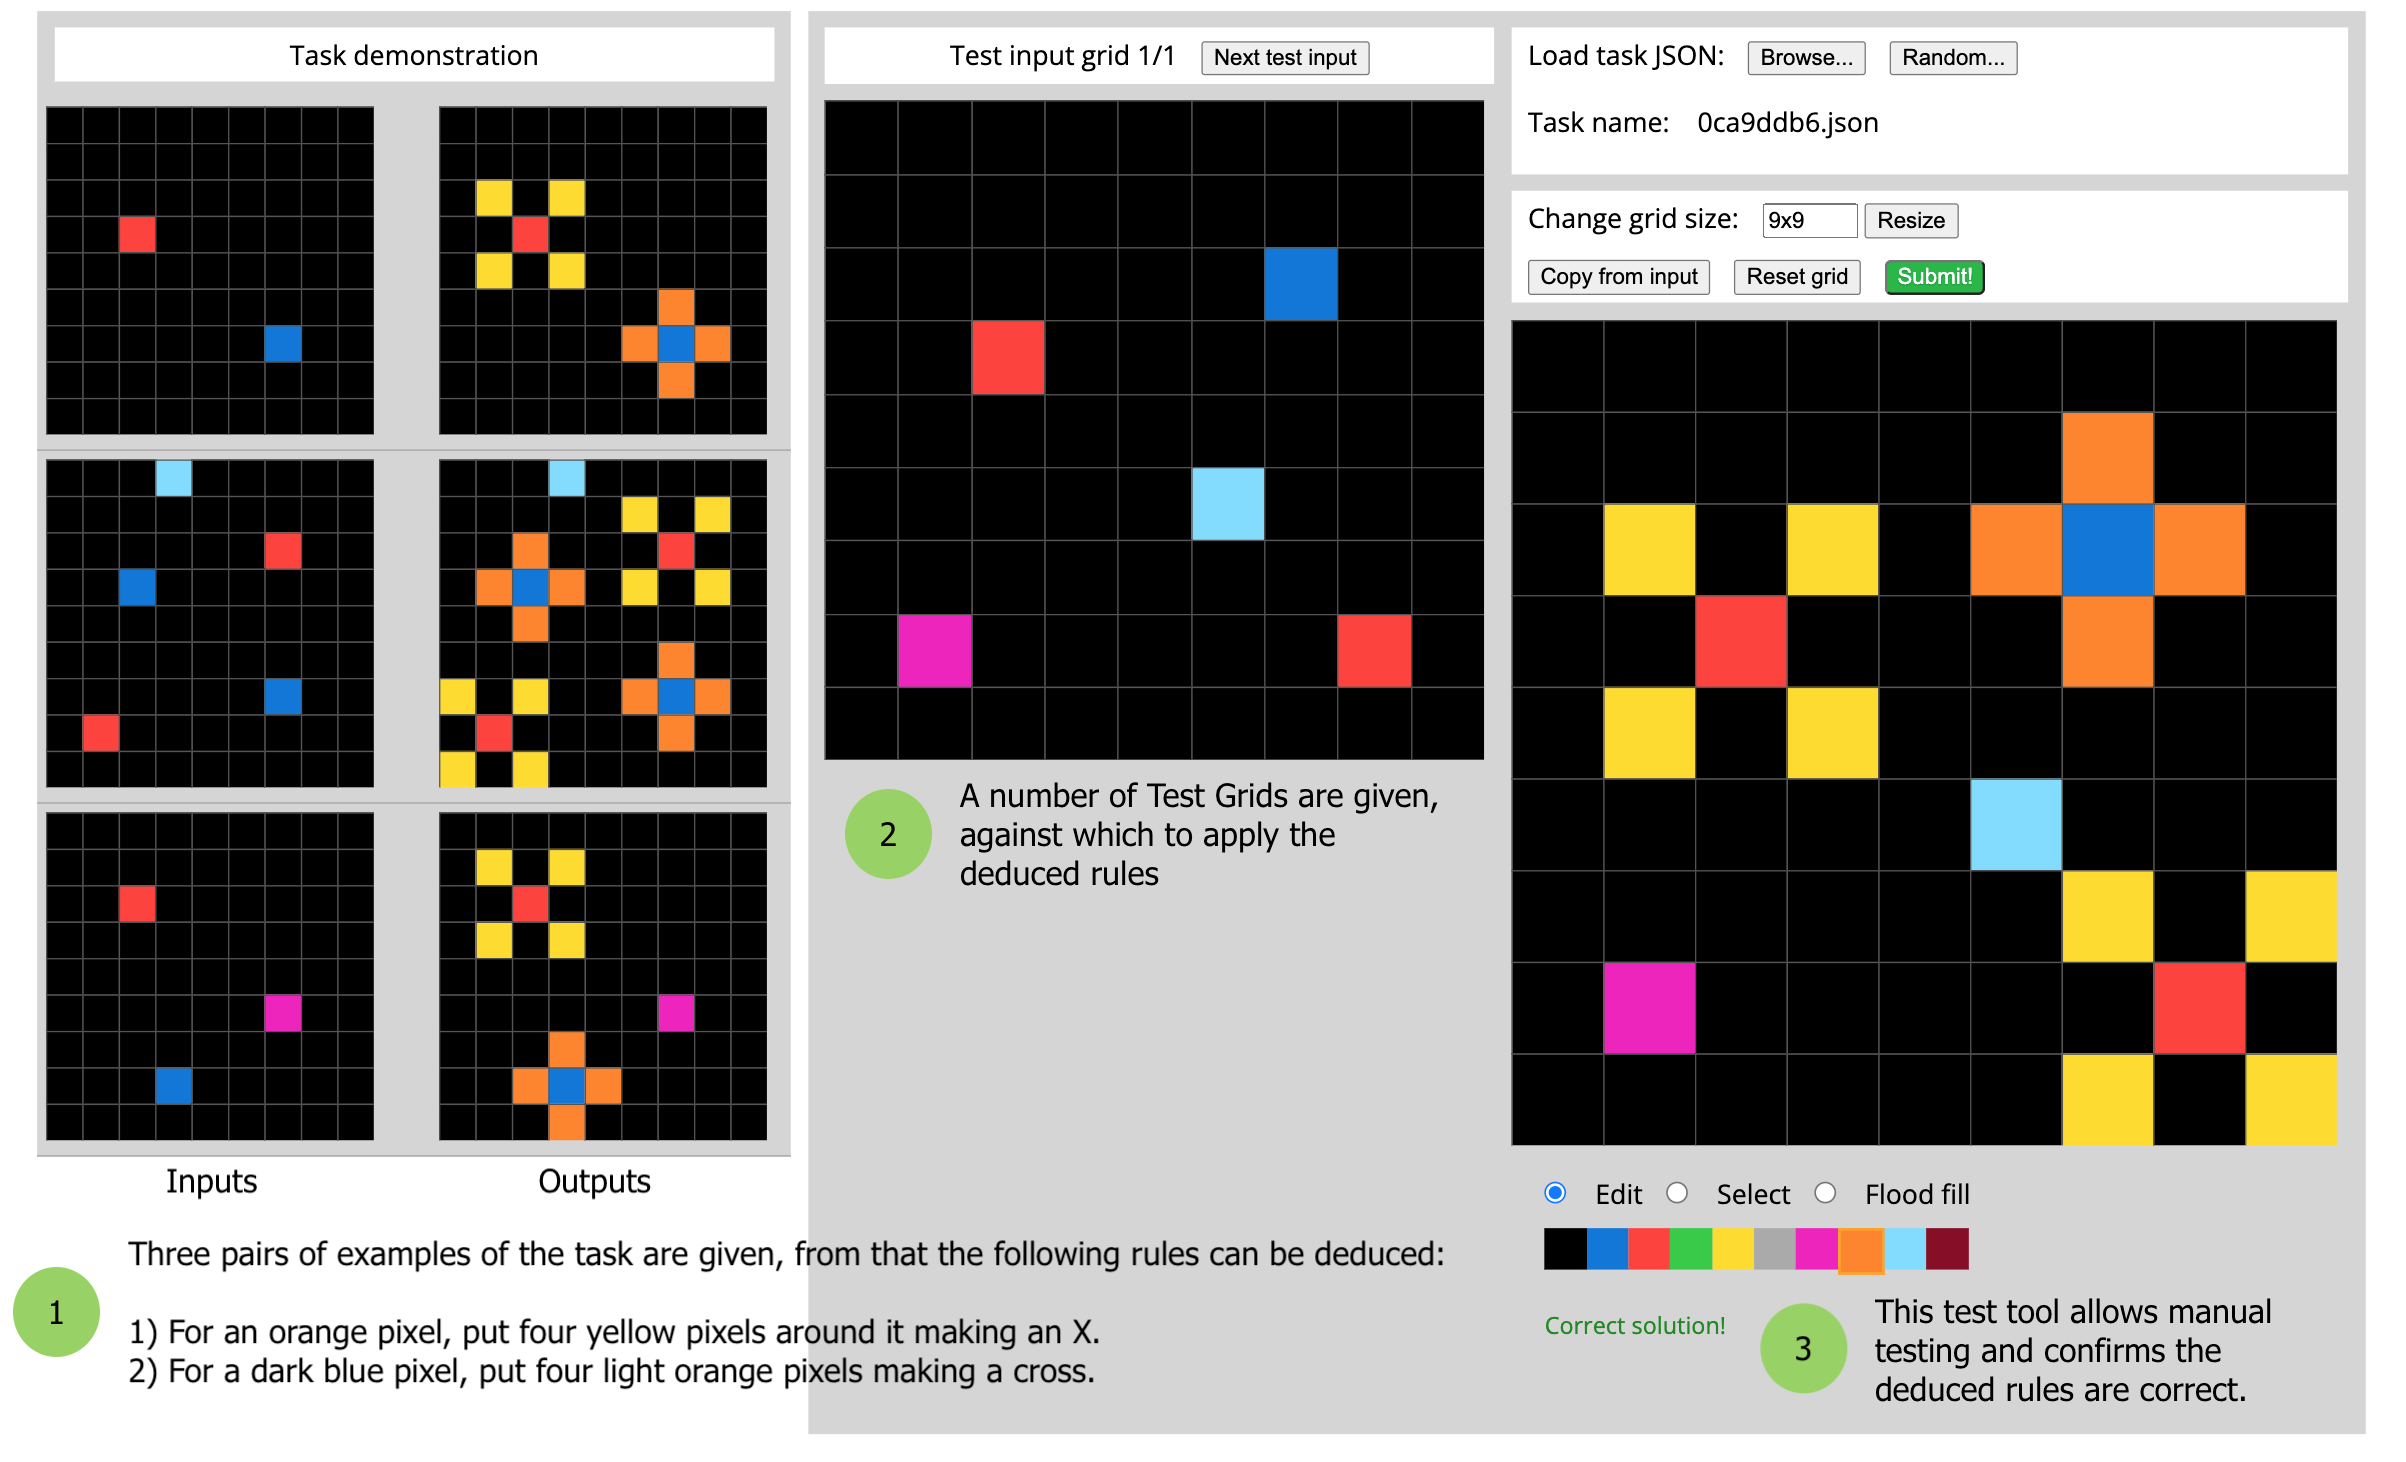 Task demonstration
Test input grid 1/1 Next test input
Load task JSON: Browse... Random...
Task name: 0ca9ddb6.json
Change grid size: 9x9 Resize
Copy from input Reset grid Submit!
2
A number of Test Grids are given,
against which to apply the
deduced rules
Inputs Outputs
Edit Select Flood fill
1
Three pairs of examples of the task are given, from that the following rules can be deduced:
1) For an orange pixel, put four yellow pixels around it making an X.
2) For a dark blue pixel, put four light orange pixels making a cross.
Correct solution!
3
This test tool allows manual
testing and confirms the
deduced rules are correct.